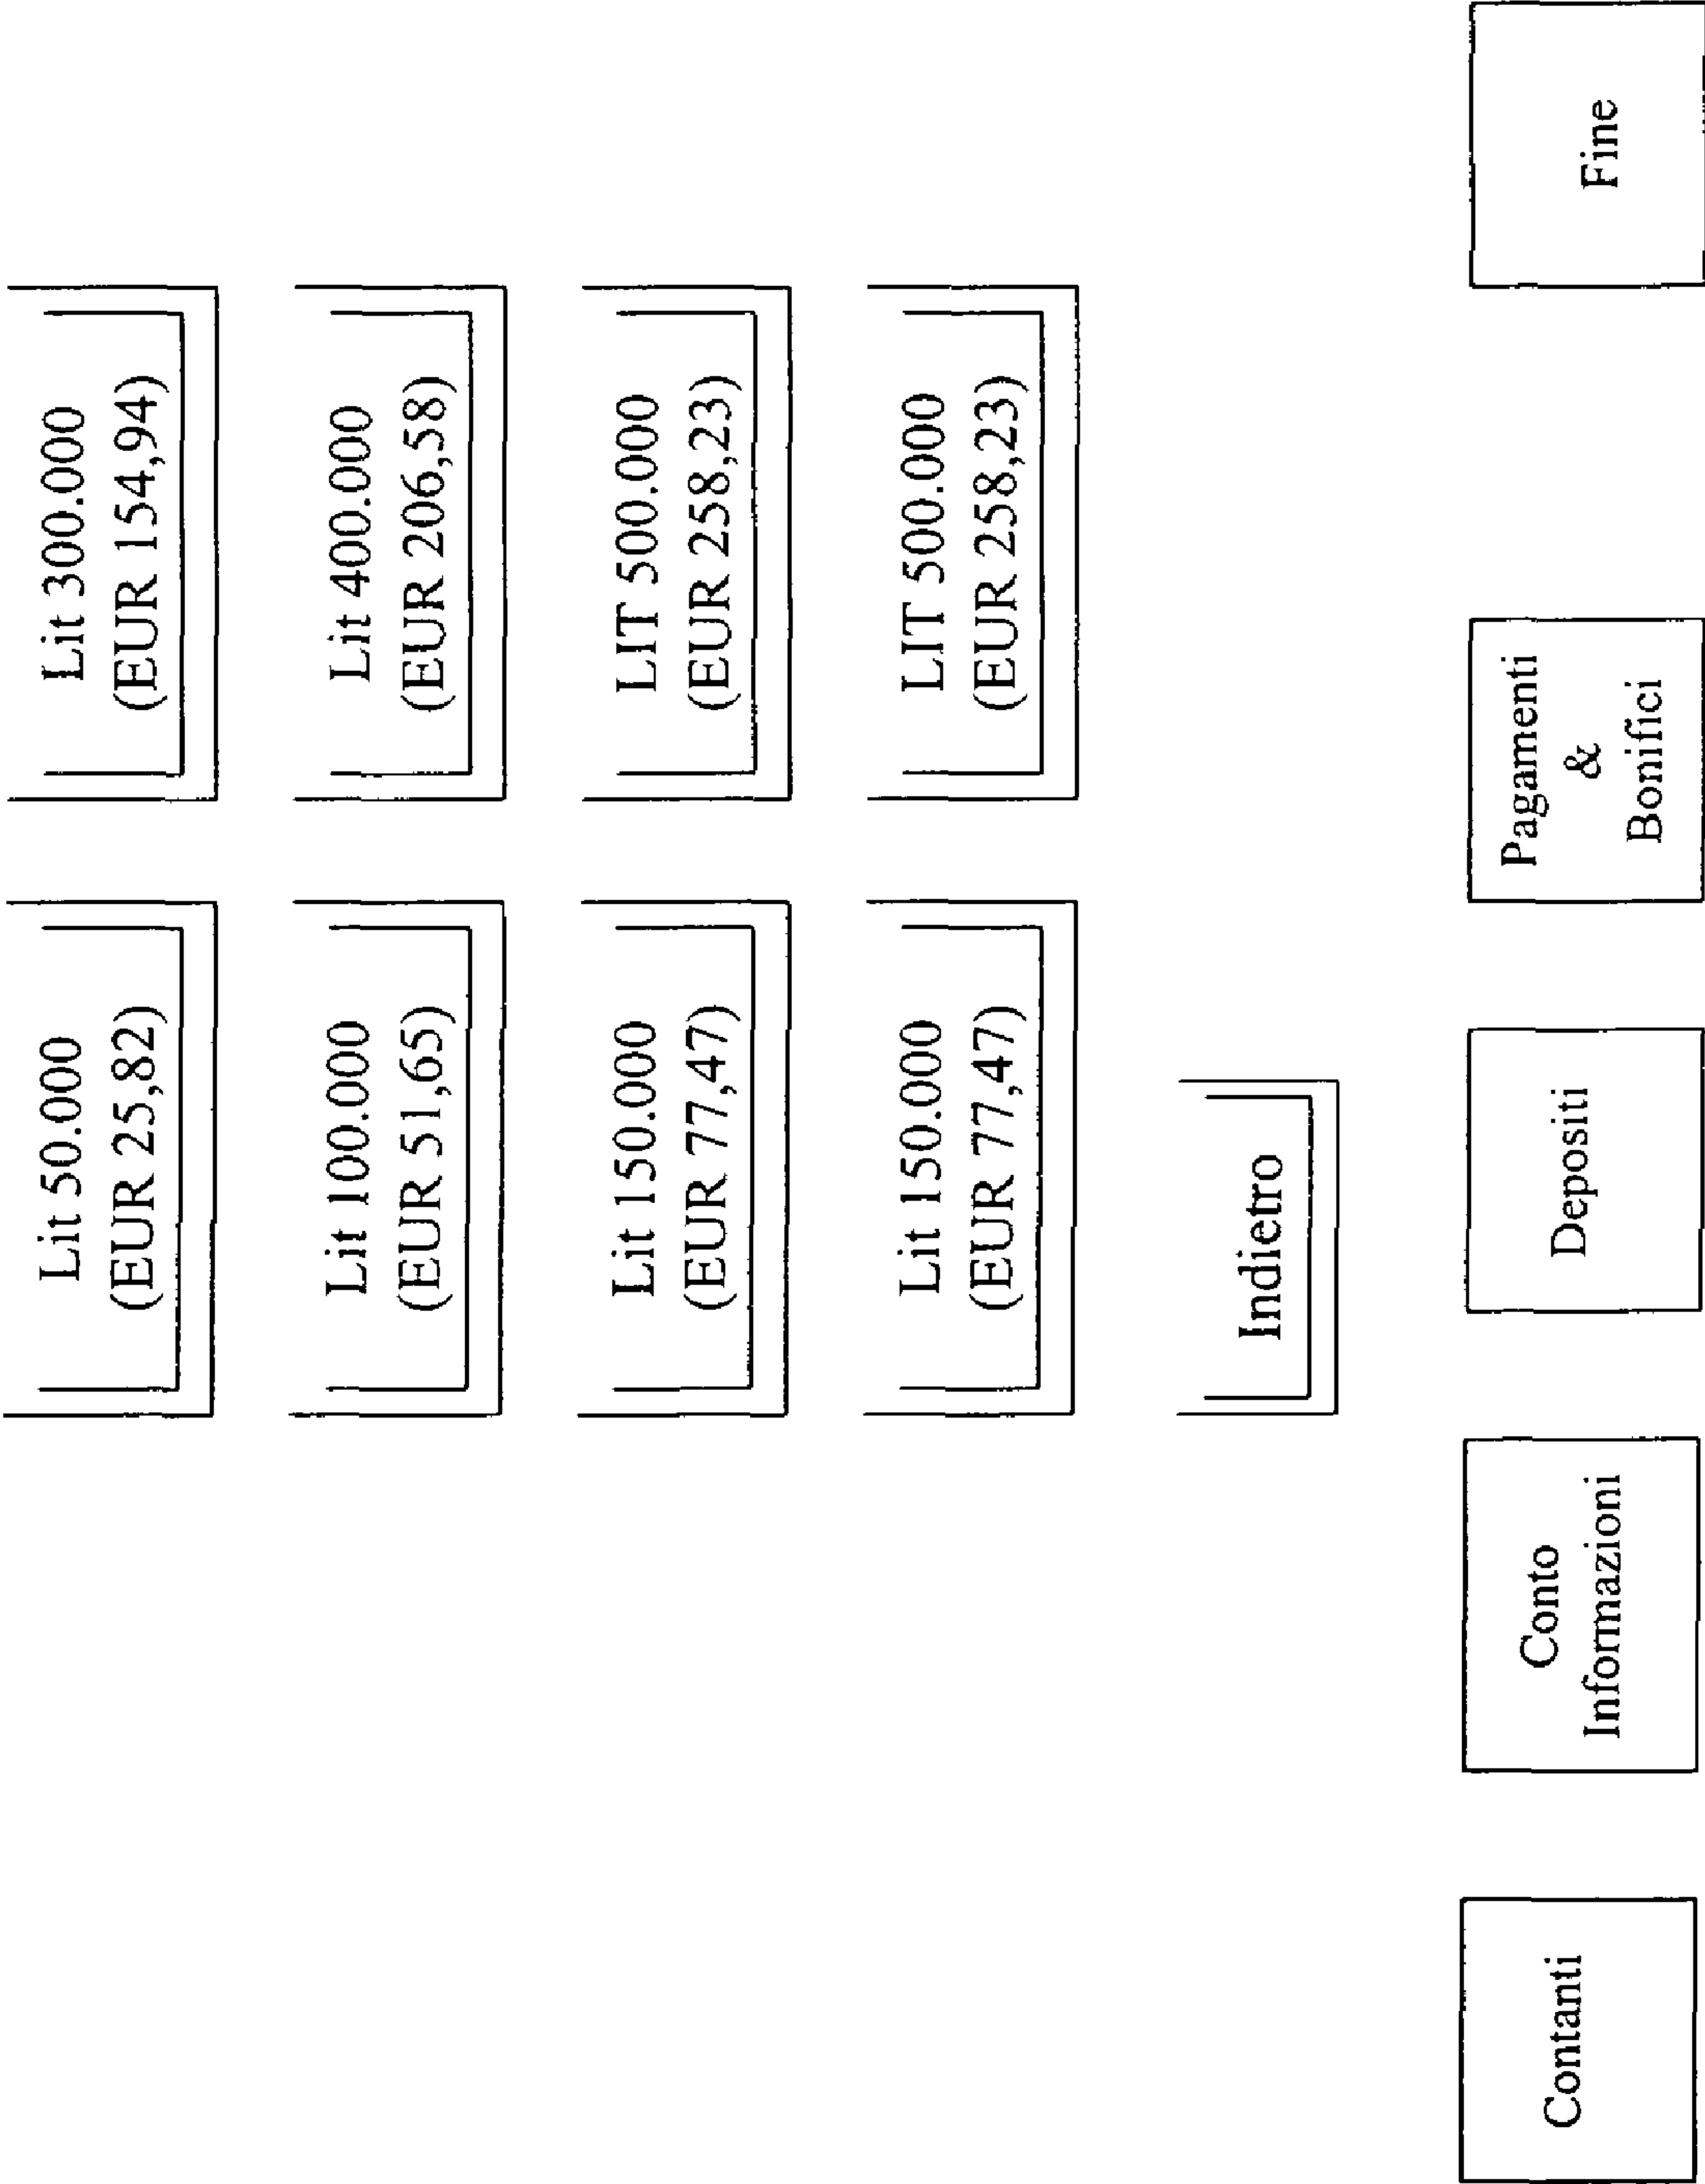 Lit 50.000
(EUR 25,82)
Lit 300.000
(EUR 154,94)
Lit 100.000
(EUR 51,65)
Lit 400.000
(EUR 206,58)
Lit 150.000
(EUR 77,47)
LIT 500.000
(EUR 258,23)
Lit 150.000
(EUR 77,47)
LIT 500.000
(EUR 258,23)
Indietro
Contanti
Conto
Informazioni
Depositi
Pagamenti
&
Bonifici
Fine